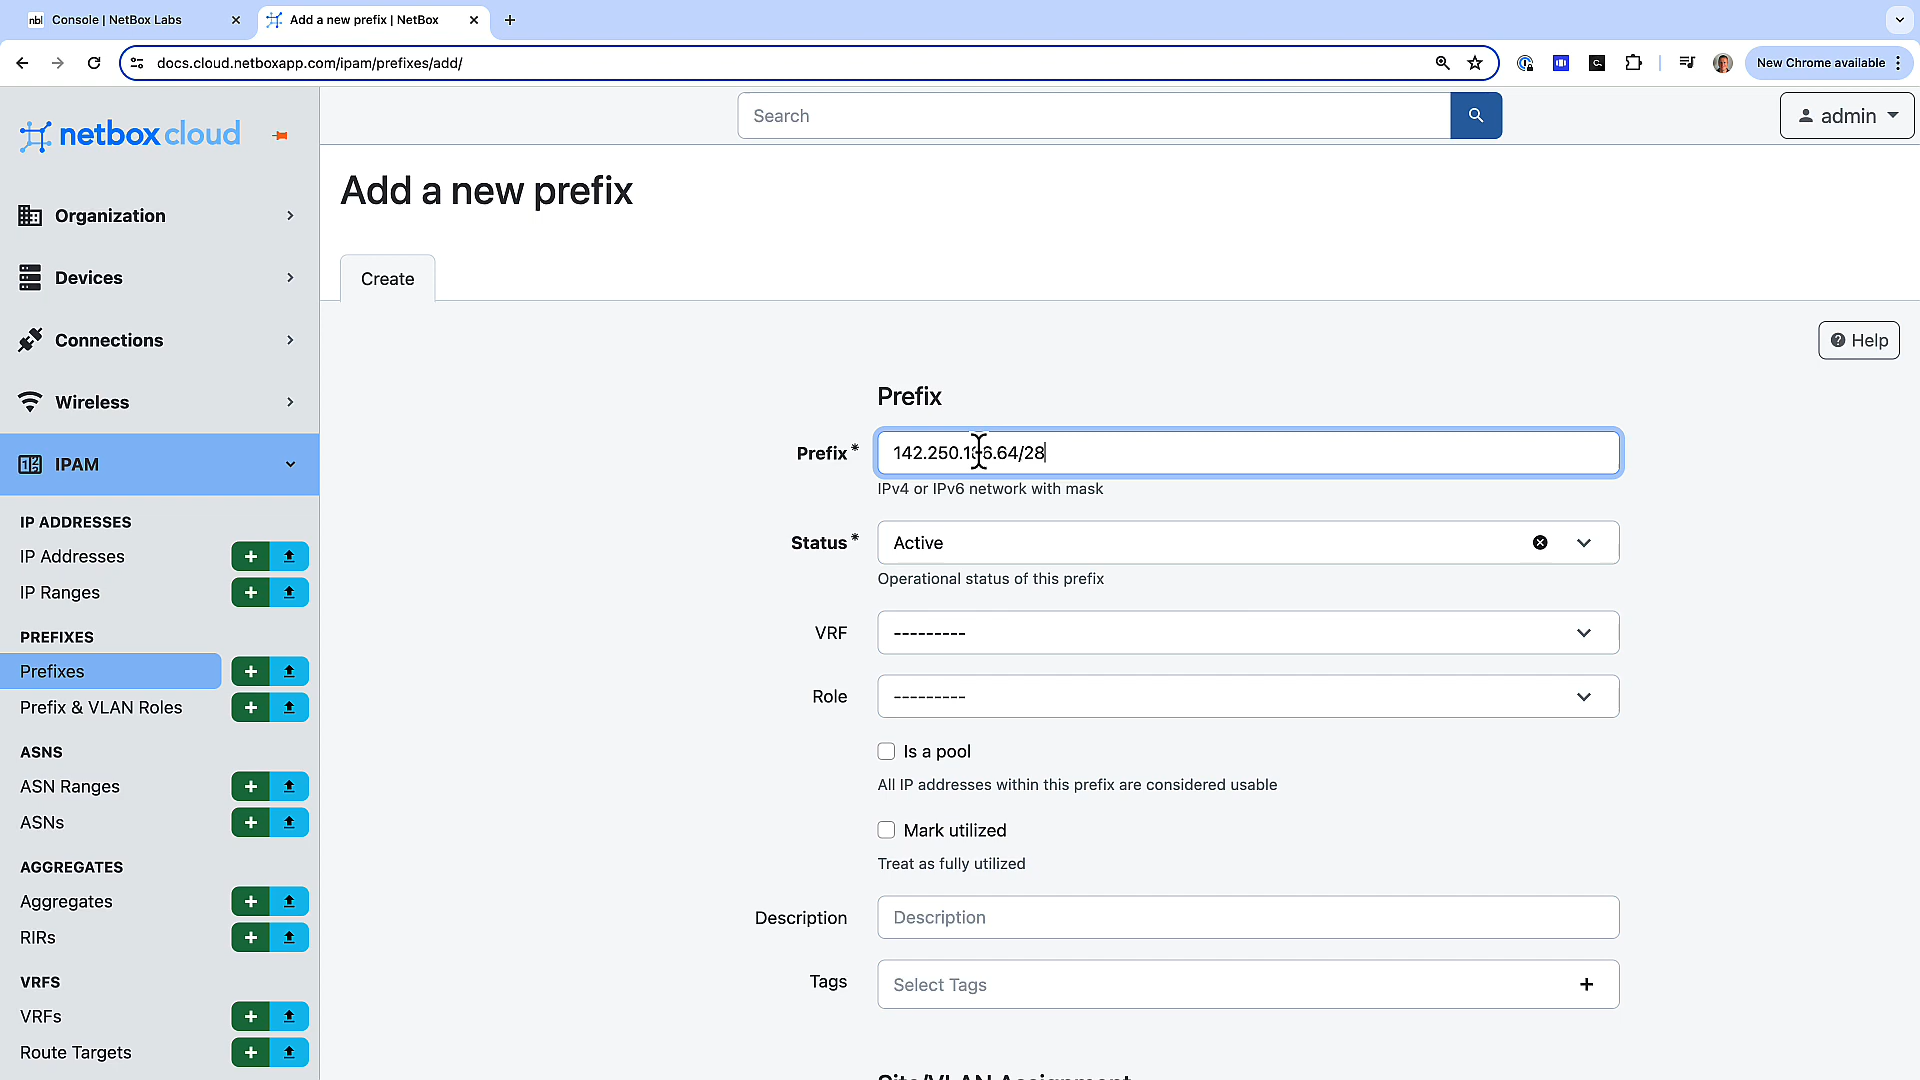 nbl Console | NetBox Labs
Add a new prefix | NetBox
docs.cloud.netboxapp.com/ipam/prefixes/add/
New Chrome available
netbox cloud
Search
admin
Add a new prefix
Create
Help
Organization
Devices
Connections
Wireless
IPAM
IP ADDRESSES
IP Addresses
IP Ranges
PREFIXES
Prefixes
Prefix & VLAN Roles
ASNS
ASN Ranges
ASNs
AGGREGATES
Aggregates
RIRs
VRFS
VRFs
Route Targets
Prefix
Prefix*
IPv4 or IPv6 network with mask
Status* Active
Operational status of this prefix
VRF ---------
Role ---------
Is a pool
All IP addresses within this prefix are considered usable
Mark utilized
Treat as fully utilized
Description Description
Tags Select Tags
Site/VLAN Assignment